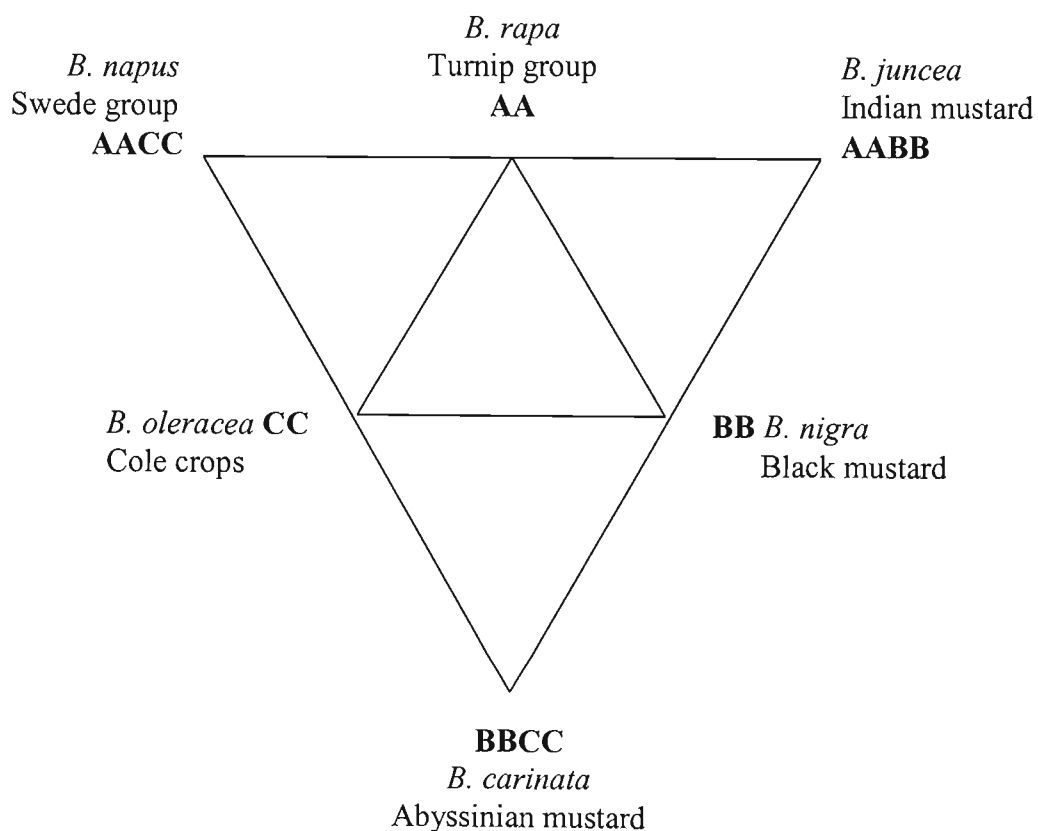 B. rapa
Turnip group
AA
B. napus
Swede group
AACC
B. juncea
Indian mustard
AABB
B. oleracea CC
Cole crops
BB B. nigra
Black mustard
BBCC
B. carinata
Abyssinian mustard